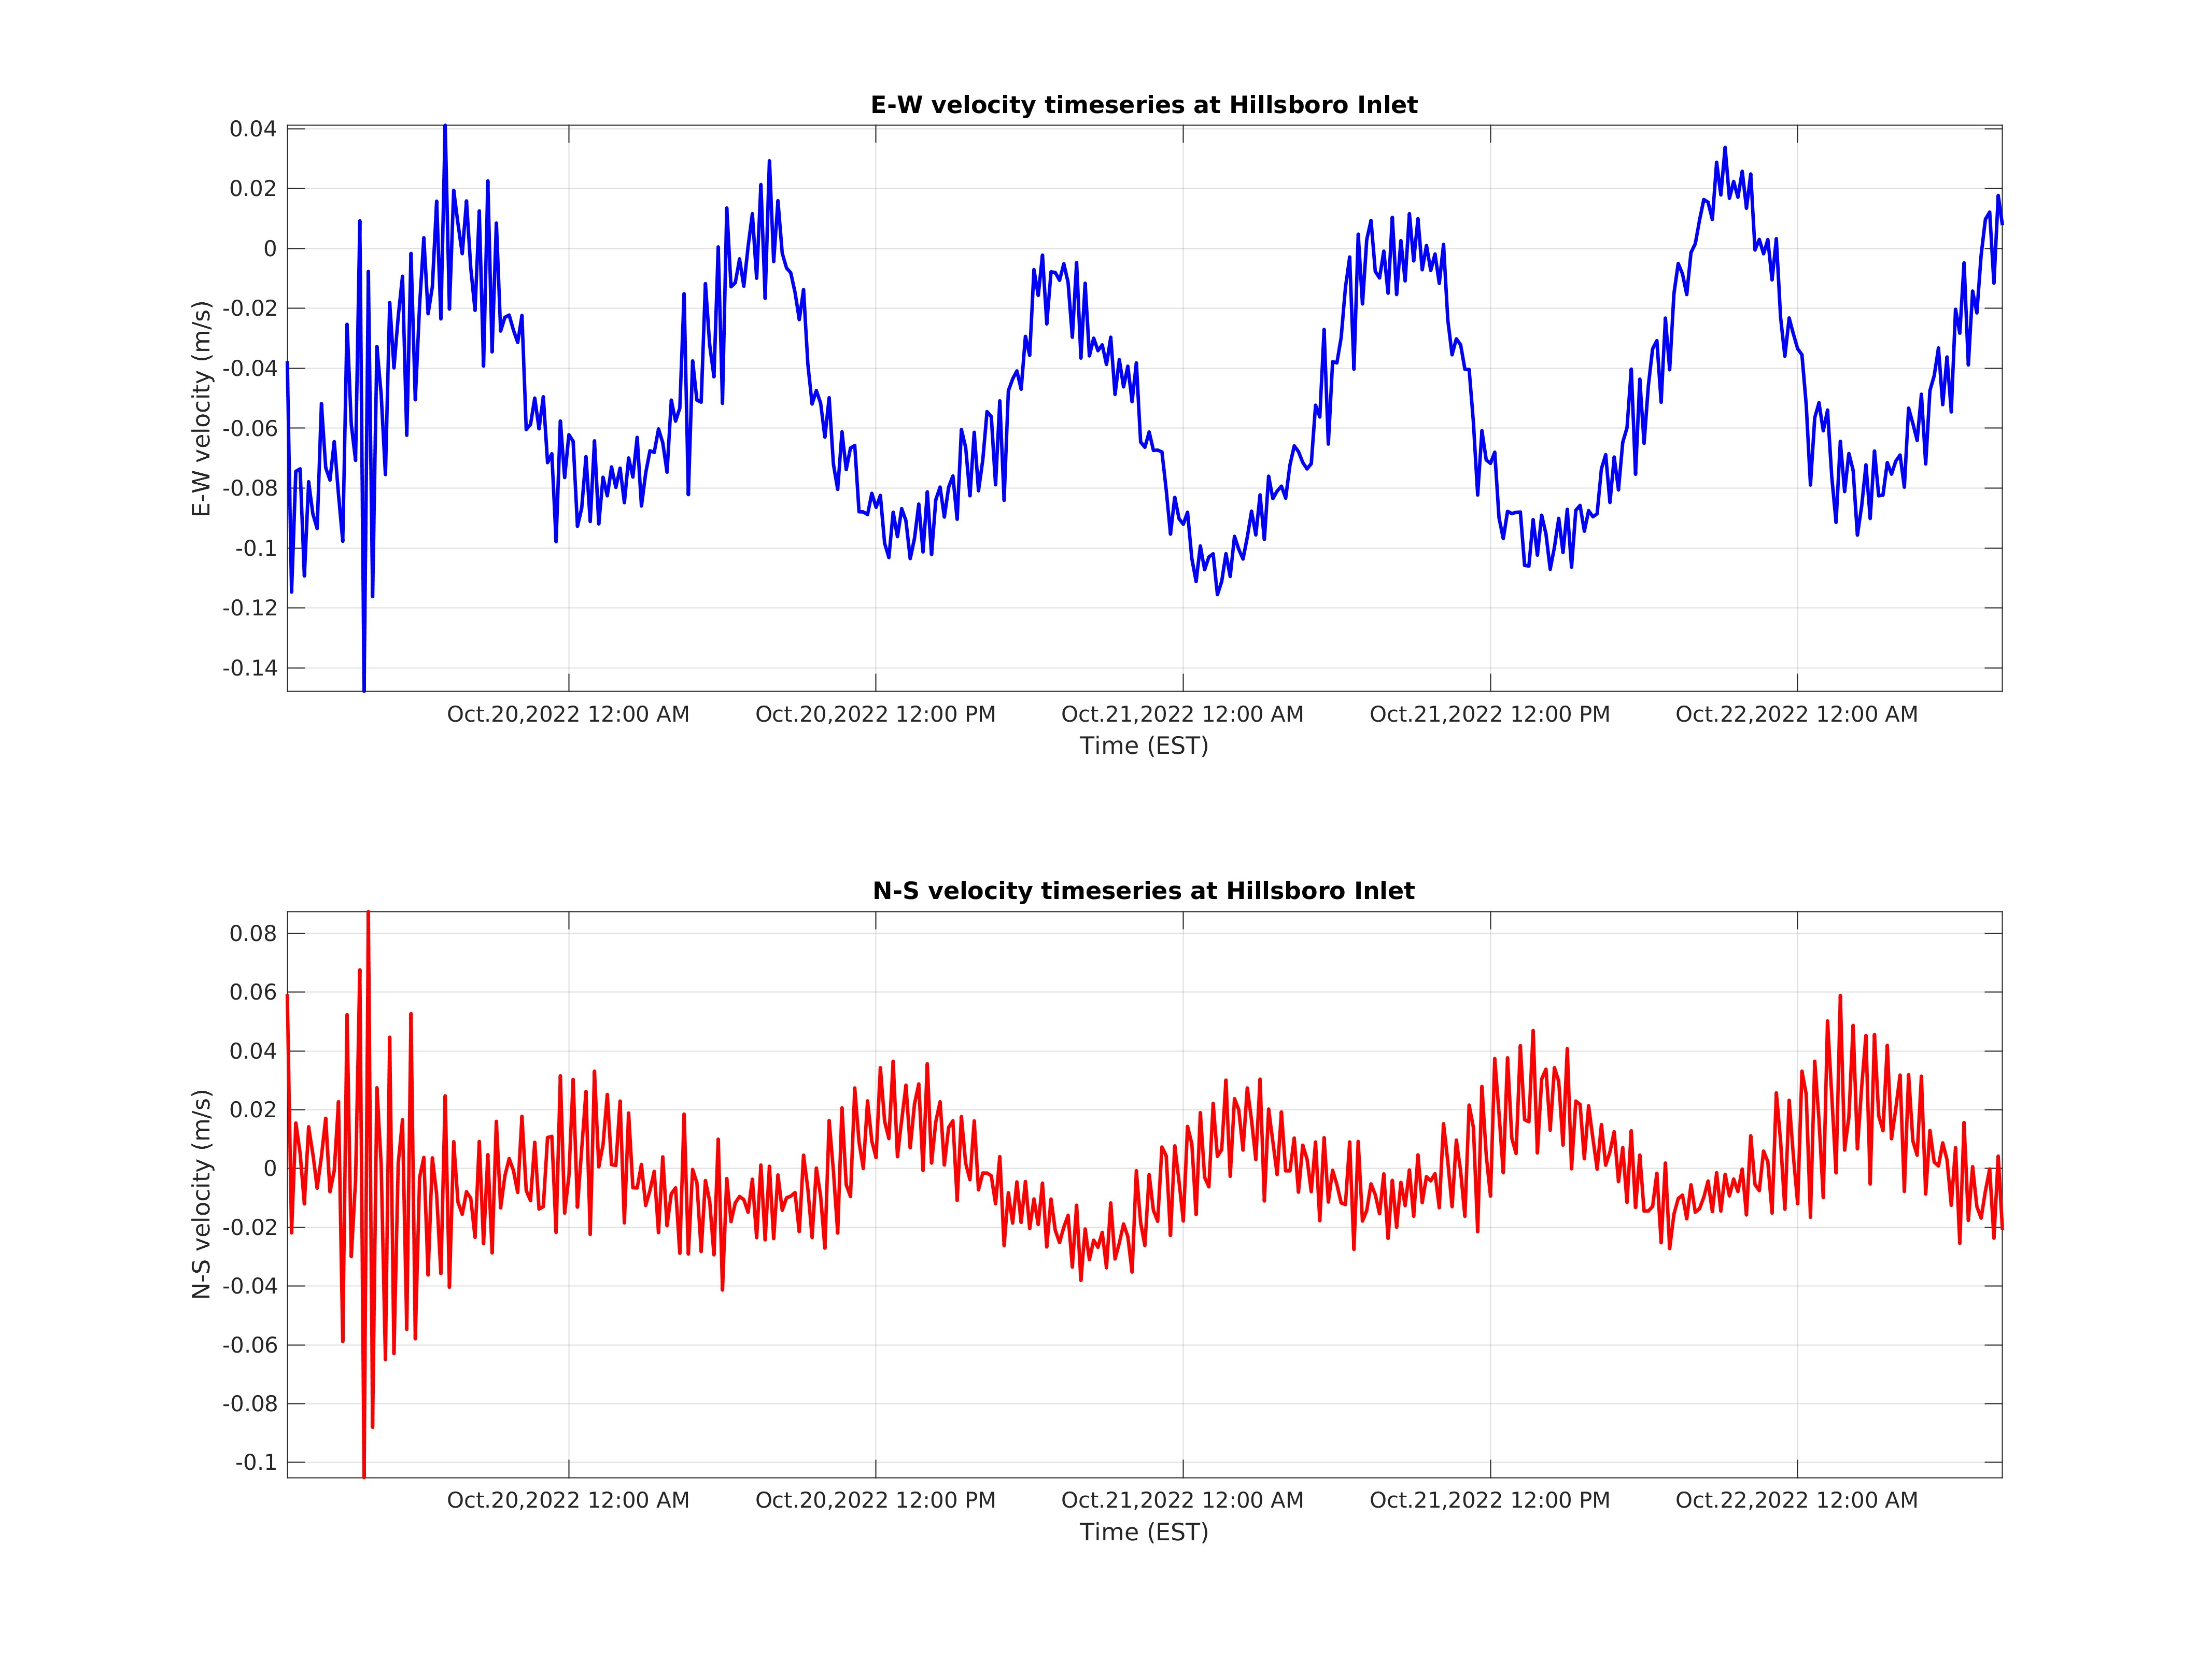 E-W velocity timeseries at Hillsboro Inlet
0.04
0.02
0
-0.02
-0.04
-0.06
-0.08
-0.1
-0.12
-0.14
E-W velocity (m/s)
Oct.20,2022 12:00 AM Oct.20,2022 12:00 PM Oct.21,2022 12:00 AM Oct.21,2022 12:00 PM Oct.22,2022 12:00 AM
Time (EST)
N-S velocity timeseries at Hillsboro Inlet
0.08
0.06
0.04
0.02
0
-0.02
-0.04
-0.06
-0.08
-0.1
N-S velocity (m/s)
Oct.20,2022 12:00 AM Oct.20,2022 12:00 PM Oct.21,2022 12:00 AM Oct.21,2022 12:00 PM Oct.22,2022 12:00 AM
Time (EST)